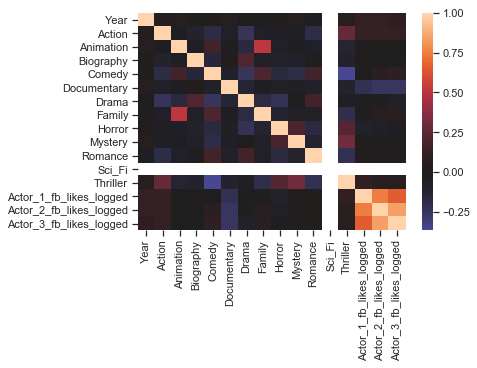 Year
Action
Animation
Biography
Comedy
Documentary
Drama
Family
Horror
Mystery
Romance
Sci_Fi
Thriller
Actor_1_fb_likes_logged
Actor_2_fb_likes_logged
Actor_3_fb_likes_logged
Year
Action
Animation
Biography
Comedy
Documentary
Drama
Family
Horror
Mystery
Romance
Sci_Fi
Thriller
Actor_1_fb_likes_logged
Actor_2_fb_likes_logged
Actor_3_fb_likes_logged
1.00
0.75
0.50
0.25
0.00
−0.25